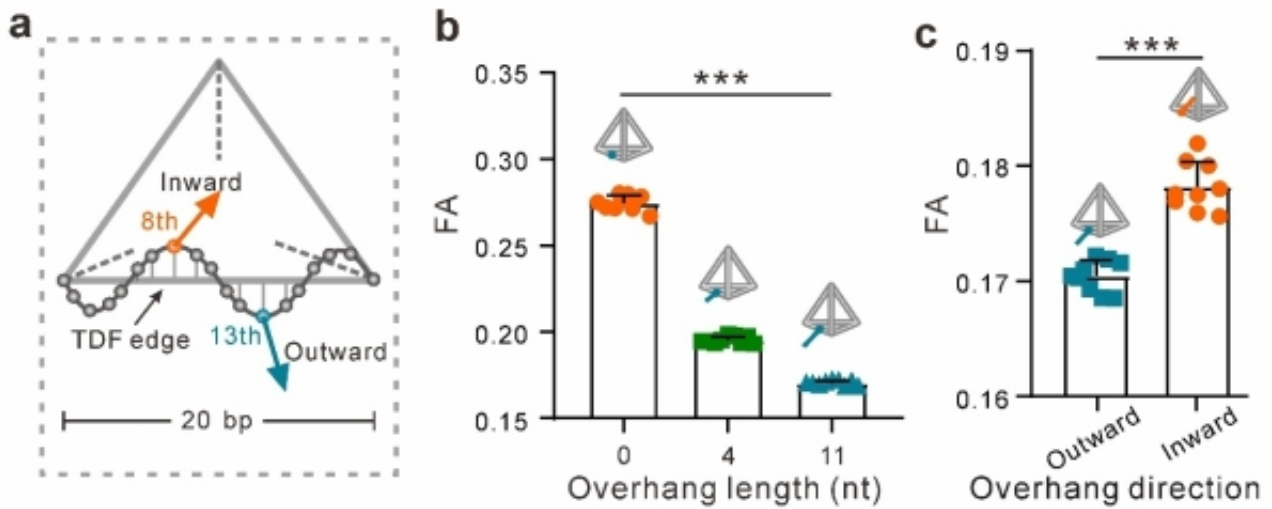 a
Inward
8th
TDF edge
13th
Outward
20 bp
b
***
0.35
0.30
0.25
0.20
0.15
FA
0
4
11
Overhang length (nt)
c
***
0.19
0.18
0.17
0.16
FA
Outward
Inward
Overhang direction